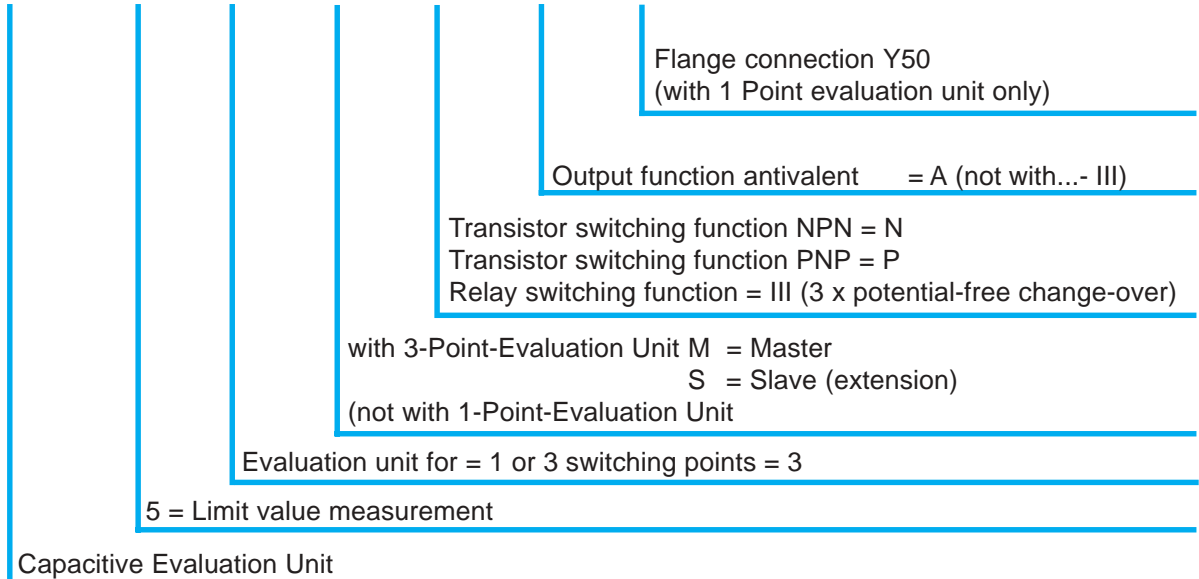 Flange connection Y50
(with 1 Point evaluation unit only)
Output function antivalent = A (not with...- III)
Transistor switching function NPN = N
Transistor switching function PNP = P
Relay switching function = III (3 x potential-free change-over)
with 3-Point-Evaluation Unit M = Master
S = Slave (extension)
(not with 1-Point-Evaluation Unit
Evaluation unit for = 1 or 3 switching points = 3
5 = Limit value measurement
Capacitive Evaluation Unit